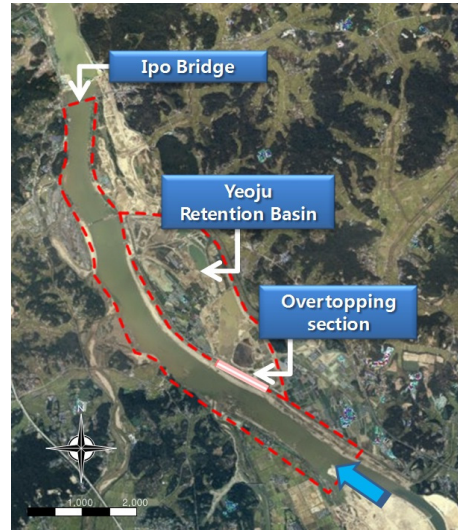 Ipo Bridge
Yeoju
Retention Basin
Overtopping
section
N
1,000 2,000